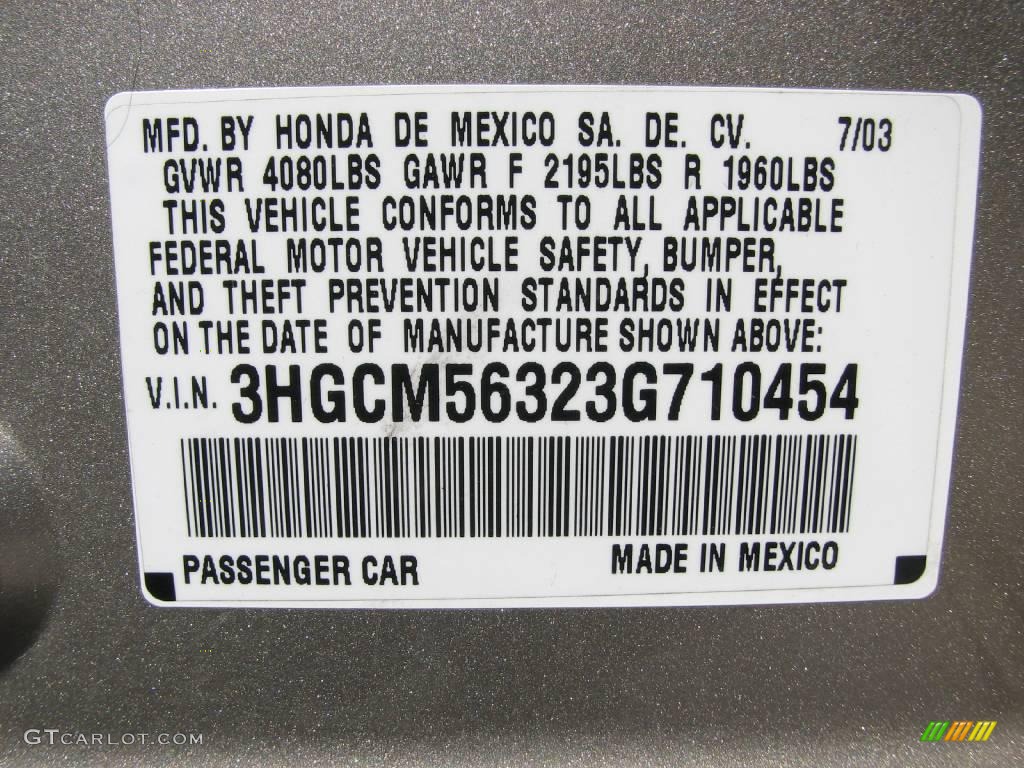 MFD. BY HONDA DE MEXICO SA. DE. CV. 7/03
GVWR 4080LBS GAWR F 2195LBS R 1960LBS
THIS VEHICLE CONFORMS TO ALL APPLICABLE
FEDERAL MOTOR VEHICLE SAFETY, BUMPER,
AND THEFT PREVENTION STANDARDS IN EFFECT
ON THE DATE OF MANUFACTURE SHOWN ABOVE:
V.I.N. 3HGCM56323G710454
PASSENGER CAR MADE IN MEXICO
GTCARLOT.COM